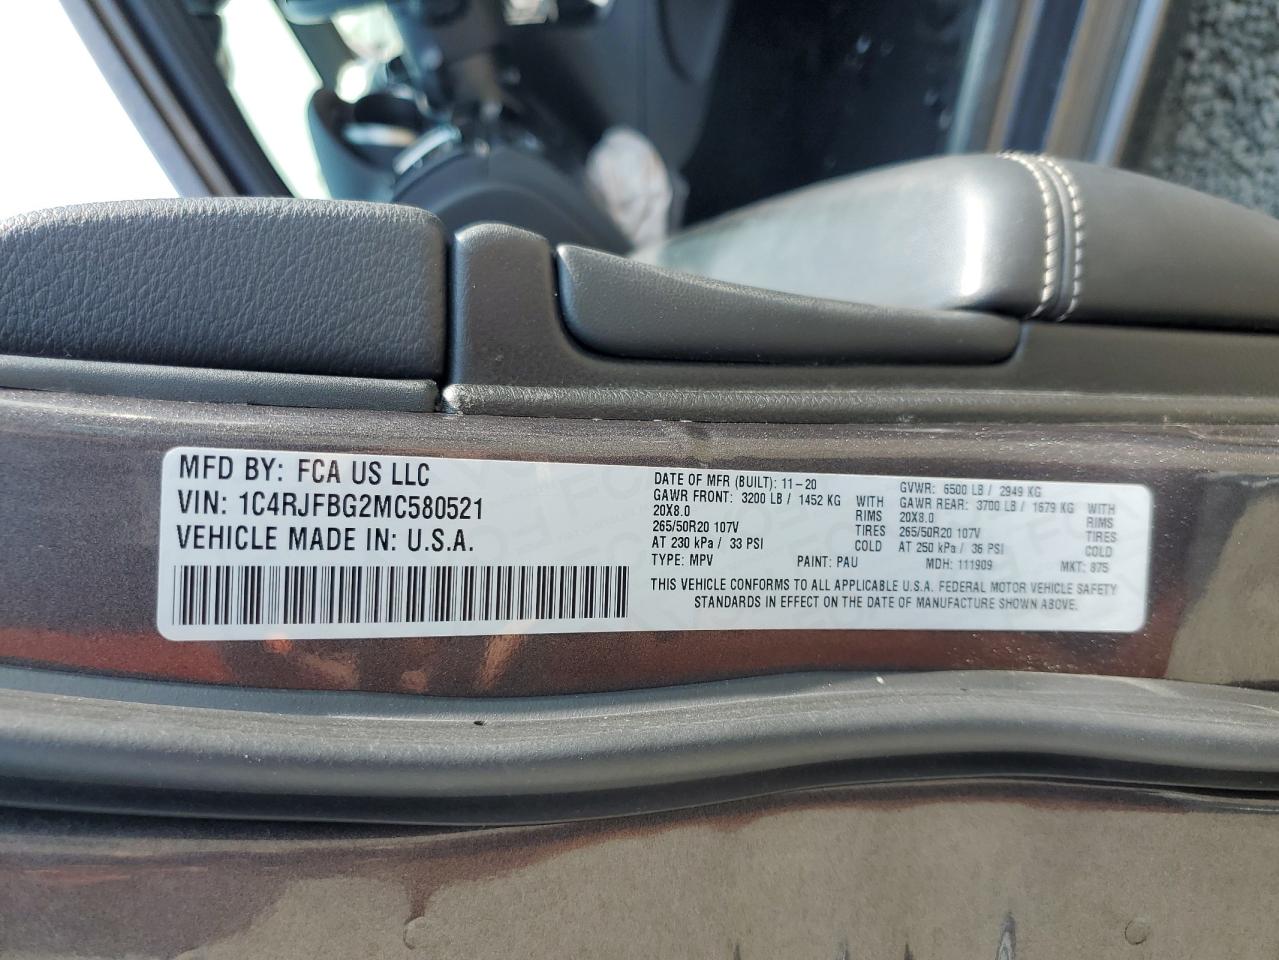 MFD BY: FCA US LLC
VIN: 1C4RJFBG2MC580521
VEHICLE MADE IN: U.S.A.
DATE OF MFR (BUILT): 11-20
GAWR FRONT: 3200 LB / 1452 KG WITH
20X8.0 RIMS
265/50R20 107V TIRES
AT 230 kPa / 33 PSI COLD
GVWR: 6500 LB / 2949 KG
GAWR REAR: 3700 LB / 1679 KG WITH
20X8.0 RIMS
265/50R20 107V TIRES
AT 250 kPa / 36 PSI COLD
TYPE: MPV PAINT: PAU MDH: 111909 MKT: 875
THIS VEHICLE CONFORMS TO ALL APPLICABLE U.S.A. FEDERAL MOTOR VEHICLE SAFETY
STANDARDS IN EFFECT ON THE DATE OF MANUFACTURE SHOWN ABOVE.